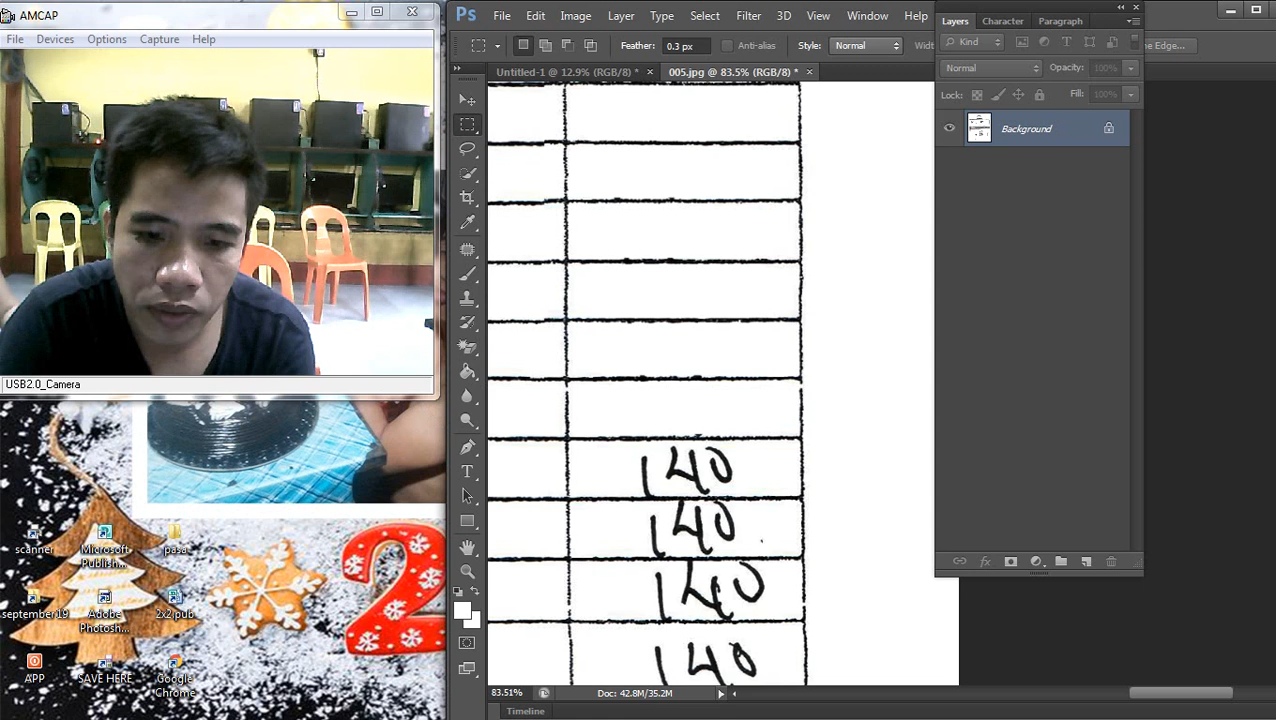 AMCAP
File Devices Options Capture Help
USB2.0_Camera
scanner
Microsoft Publish...
pasa
september19
Adobe Photosh...
2x2 pub
APP
SAVE HERE
Google Chrome
2
Ps File Edit Image Layer Type Select Filter 3D View Window Help
Feather: 0.3 px Anti-alias Style: Normal Widt
Untitled-1 @ 12.9% (RGB/8) * × 005.jpg @ 83.5% (RGB/8) * ×
140
140
140
140
83.51% Doc: 42.8M/35.2M
Timeline
Layers Character Paragraph
Kind
e Edge...
Normal Opacity: 100%
Lock: Fill: 100%
Background